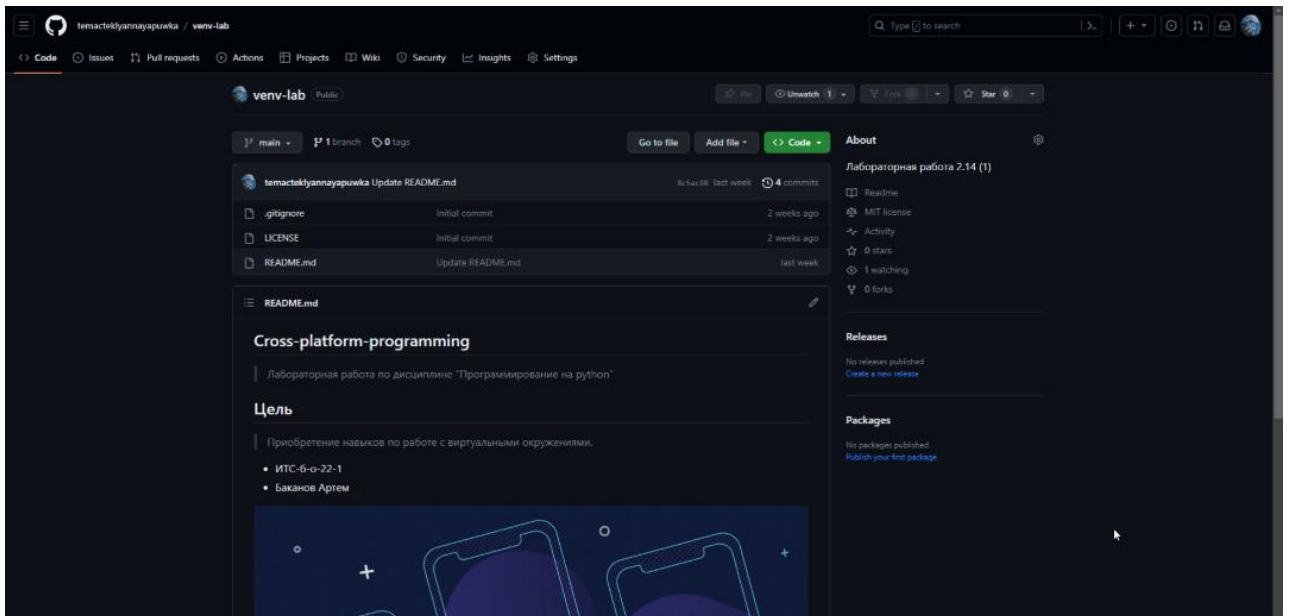 temacteklyannayapuwka / venv-lab
Type / to search
Code Issues Pull requests Actions Projects Wiki Security Insights Settings
venv-lab Public
Pin Unwatch 1 Fork Star 0
main 1 branch 0 tags
Go to file Add file Code
temacteklyannayapuwka Update README.md
last week 4 commits
.gitignore Initial commit 2 weeks ago
LICENSE Initial commit 2 weeks ago
README.md Update README.md last week
README.md
Cross-platform-programming
Лабораторная работа по дисциплине "Программирование на python"
Цель
Приобретение навыков по работе с виртуальными окружениями.
ИТС-б-о-22-1
Баканов Артем
About
Лабораторная работа 2.14 (1)
Readme
MIT license
Activity
0 stars
1 watching
0 forks
Releases
No releases published
Create a new release
Packages
No packages published
Publish your first package